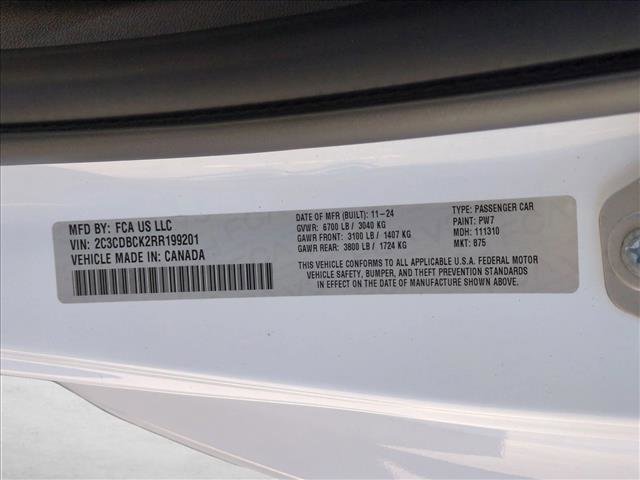 MFD BY: FCA US LLC
VIN: 2C3CDBCK2RR199201
VEHICLE MADE IN: CANADA
DATE OF MFR (BUILT): 11-24
GVWR: 6700 LB / 3040 KG
GAWR FRONT: 3100 LB / 1407 KG
GAWR REAR: 3800 LB / 1724 KG
TYPE: PASSENGER CAR
PAINT: PW7
MDH: 111310
MKT: B75
THIS VEHICLE CONFORMS TO ALL APPLICABLE U.S.A. FEDERAL MOTOR
VEHICLE SAFETY, BUMPER, AND THEFT PREVENTION STANDARDS
IN EFFECT ON THE DATE OF MANUFACTURE SHOWN ABOVE